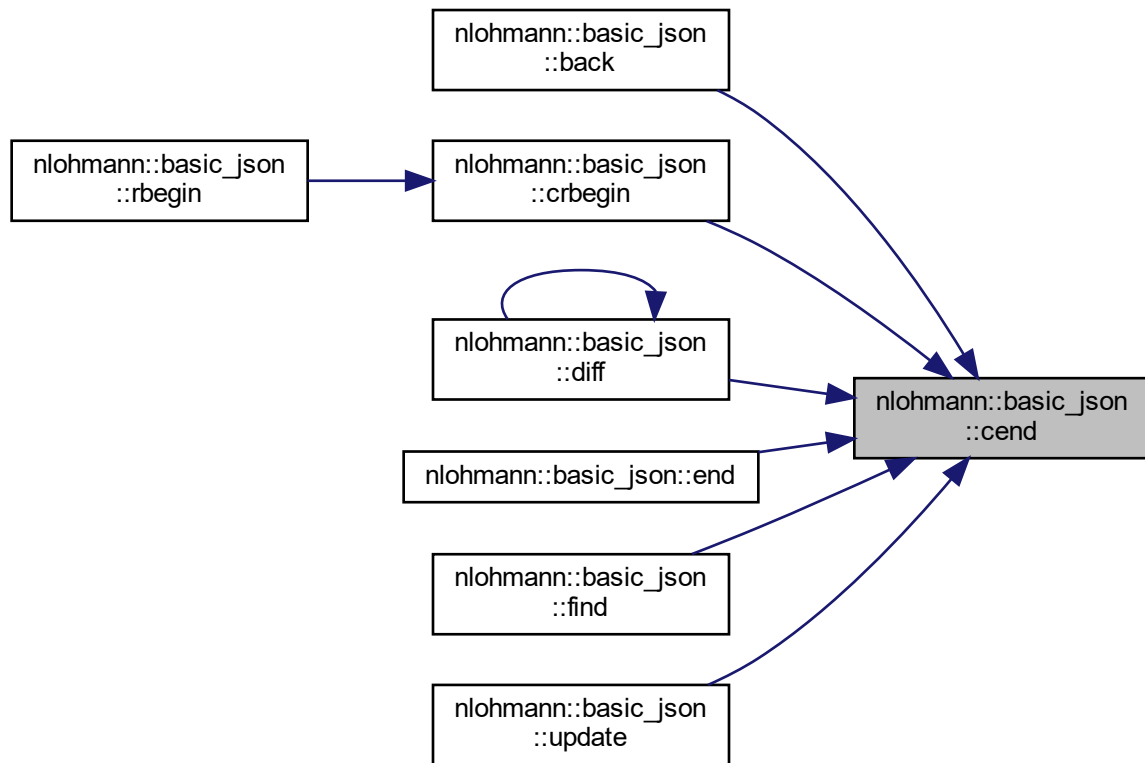 nlohmann::basic_json
::back
nlohmann::basic_json
::rbegin
nlohmann::basic_json
::crbegin
nlohmann::basic_json
::diff
nlohmann::basic_json
::cend
nlohmann::basic_json::end
nlohmann::basic_json
::find
nlohmann::basic_json
::update